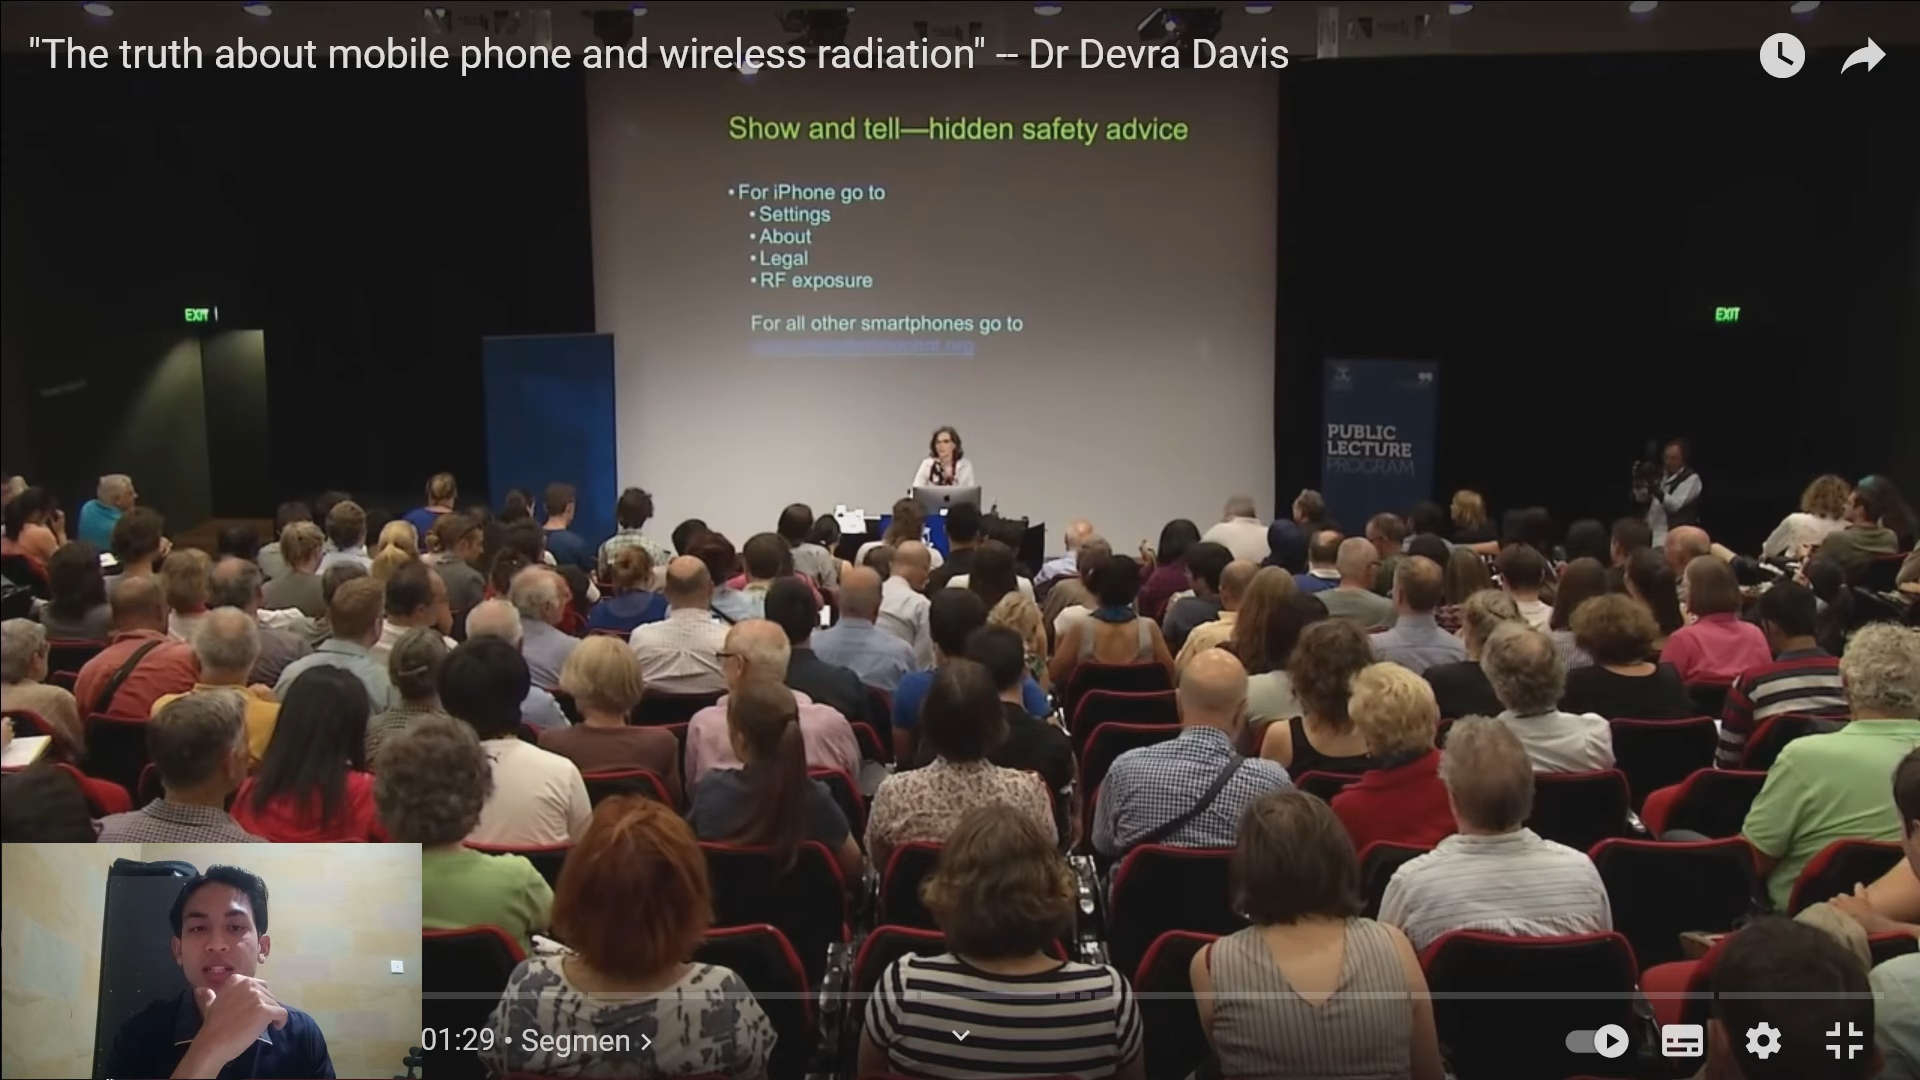 "The truth about mobile phone and wireless radiation" -- Dr Devra Davis
Show and tell—hidden safety advice
• For iPhone go to
• Settings
• About
• Legal
• RF exposure
For all other smartphones go to
EXIT
EXIT
PUBLIC
LECTURE
PROGRAM
01:29 • Segmen >